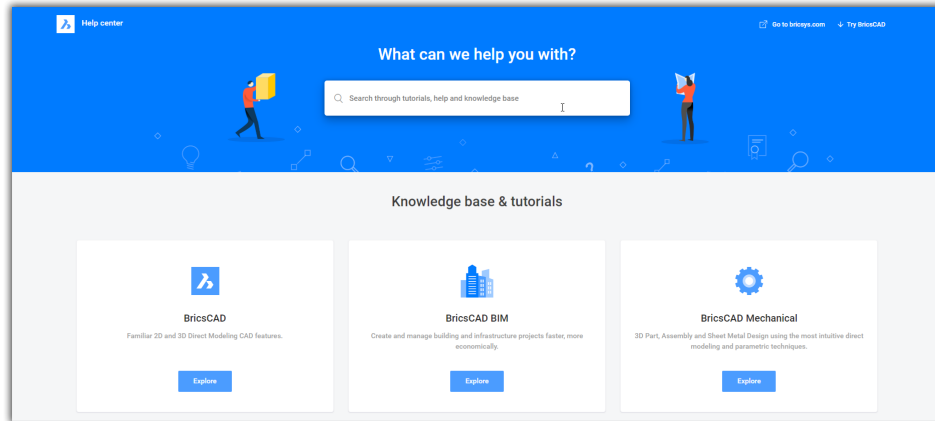 Help center
Go to bricsys.com
Try BricsCAD
What can we help you with?
Search through tutorials, help and knowledge base
Knowledge base & tutorials
BricsCAD
Familiar 2D and 3D Direct Modeling CAD features.
Explore
BricsCAD BIM
Create and manage building and infrastructure projects faster, more
economically.
Explore
BricsCAD Mechanical
3D Part, Assembly and Sheet Metal Design using the most intuitive direct
modeling and parametric techniques.
Explore